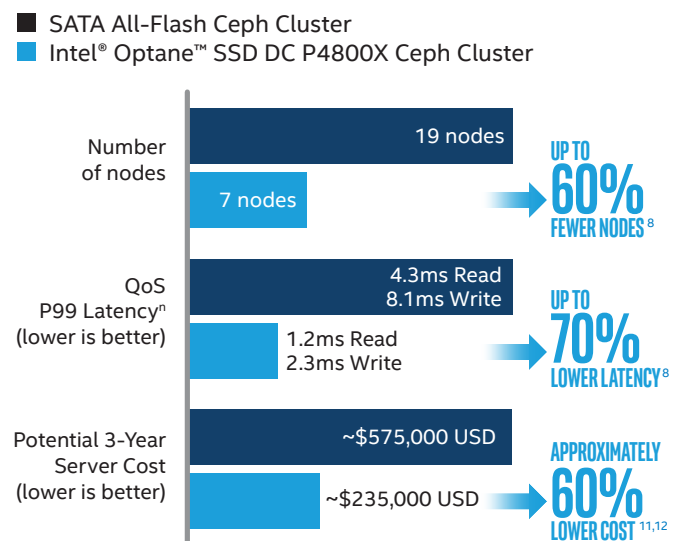 SATA All-Flash Ceph Cluster
Intel® Optane™ SSD DC P4800X Ceph Cluster
Number
of nodes
19 nodes
7 nodes
UP TO
60%
FEWER NODES 8
QoS
P99 Latencyⁿ
(lower is better)
4.3ms Read
8.1ms Write
1.2ms Read
2.3ms Write
UP TO
70%
LOWER LATENCY 8
Potential 3-Year
Server Cost
(lower is better)
~$575,000 USD
~$235,000 USD
APPROXIMATELY
60%
LOWER COST 11,12